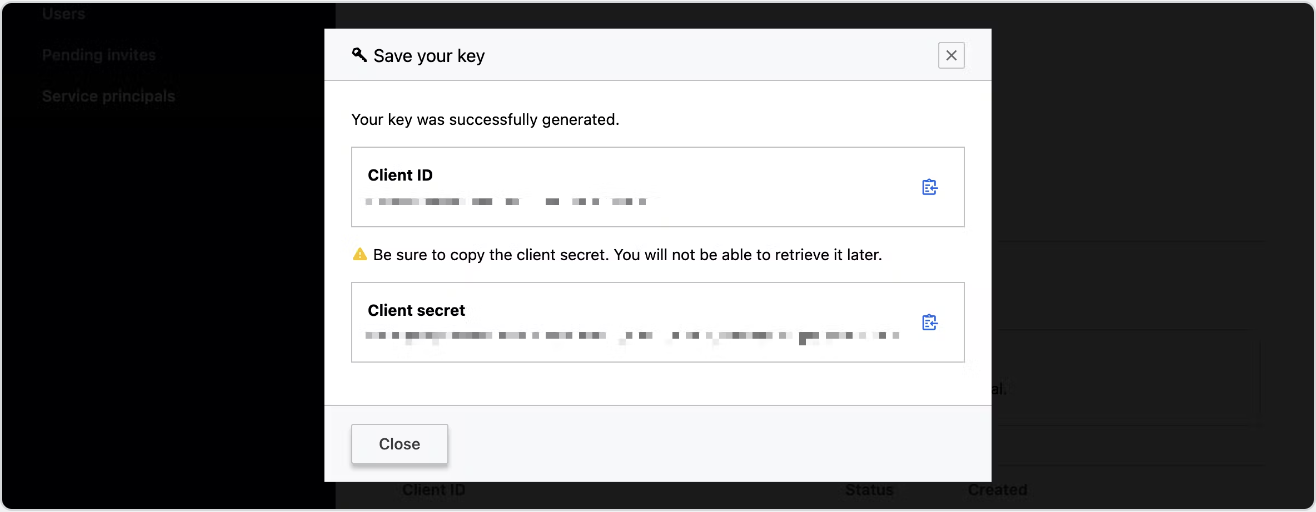 Users
Pending invites
Service principals
Save your key
Your key was successfully generated.
Client ID
Be sure to copy the client secret. You will not be able to retrieve it later.
Client secret
al.
Close
Client ID Status Created